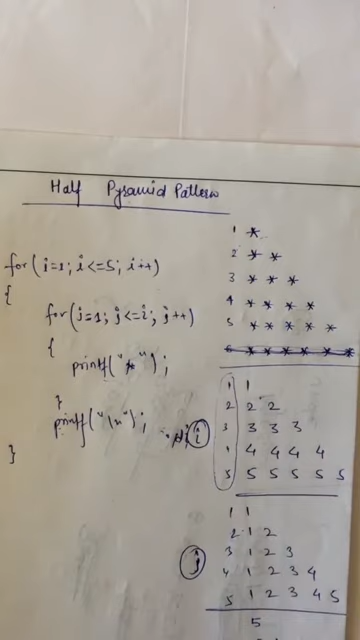 Half Pyramid Pattern
for(i=1; i<=5; i++)
{
for(j=1; j<=i; j++)
{
printf("*");
}
printf("\n");
}
1 *
2 * *
3 * * *
4 * * * *
5 * * * * *
6 * * * * * *
i
1 1
2 2 2
3 3 3 3
1 4 4 4 4
5 5 5 5 5 5
j
1 1
2 1 2
3 1 2 3
4 1 2 3 4
5 1 2 3 4 5
5